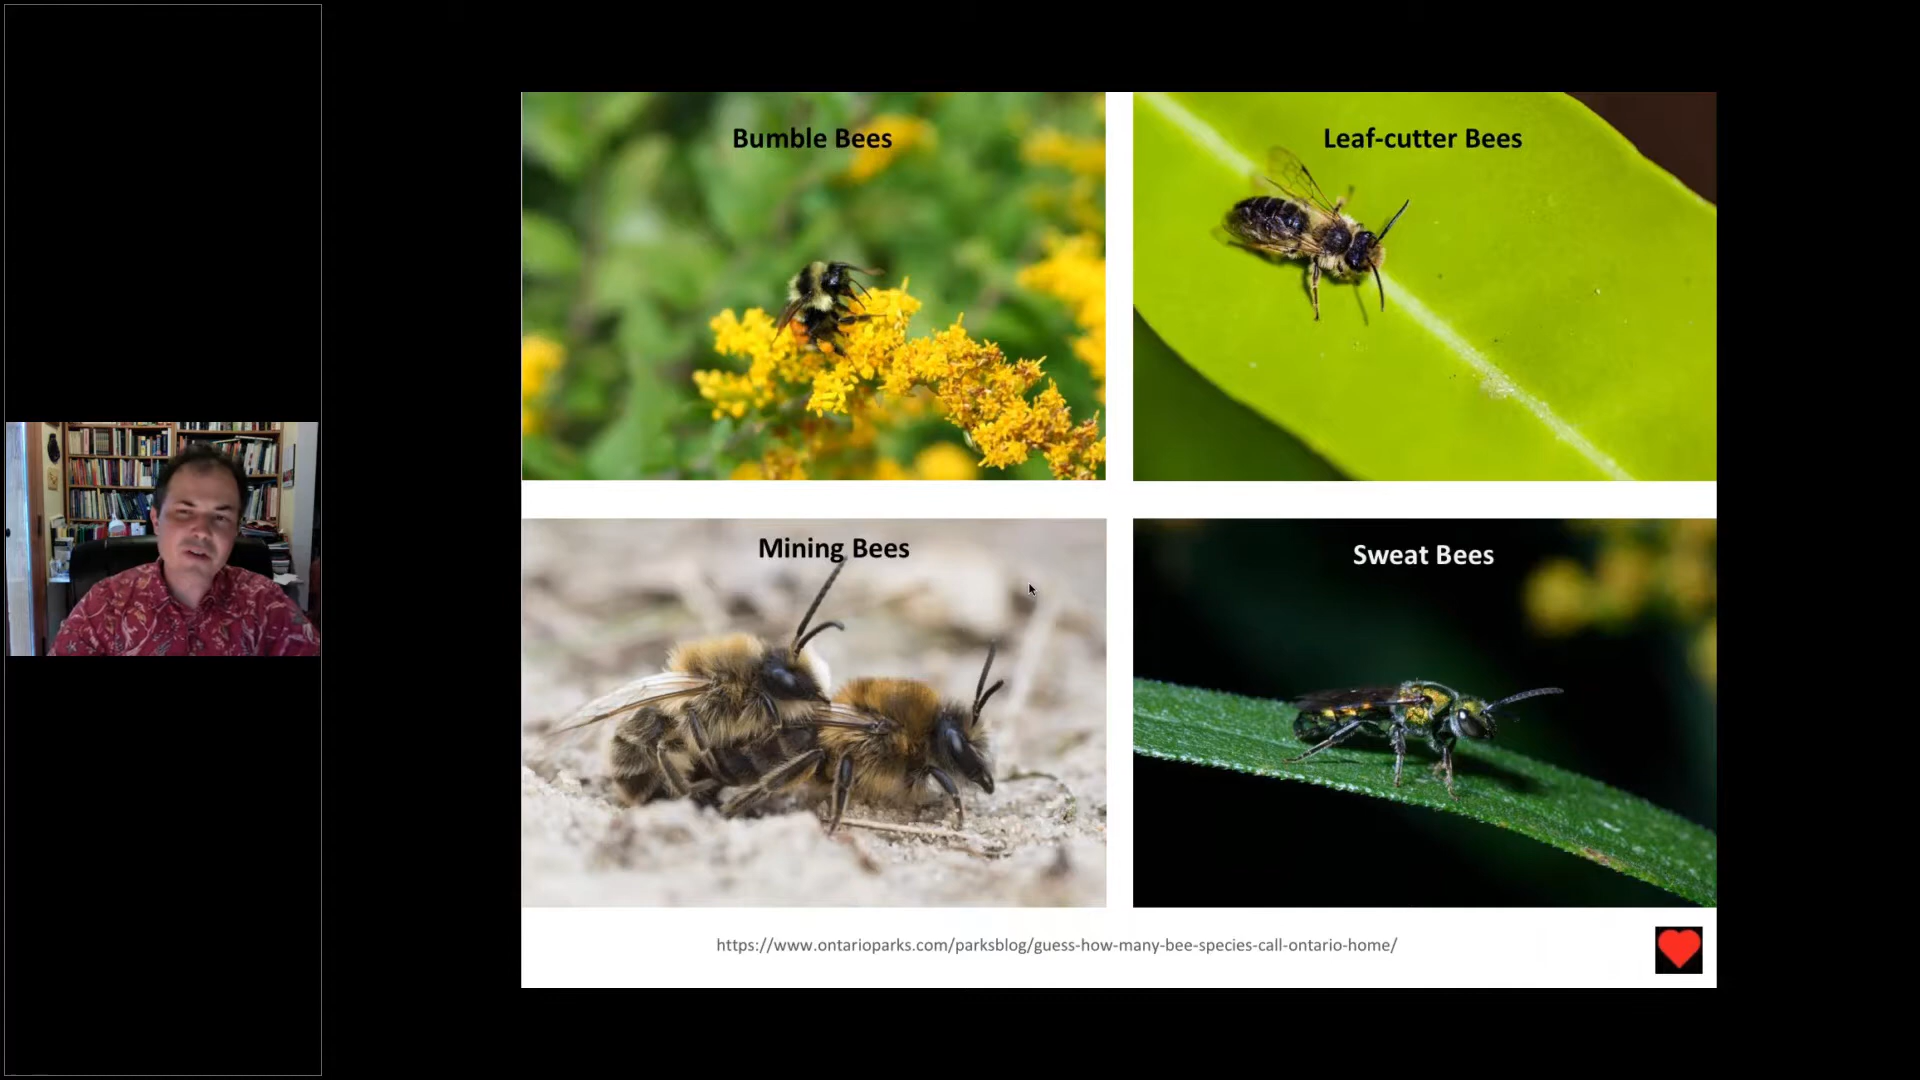 Bumble Bees
Leaf-cutter Bees
Mining Bees
Sweat Bees
https://www.ontarioparks.com/parksblog/guess-how-many-bee-species-call-ontario-home/